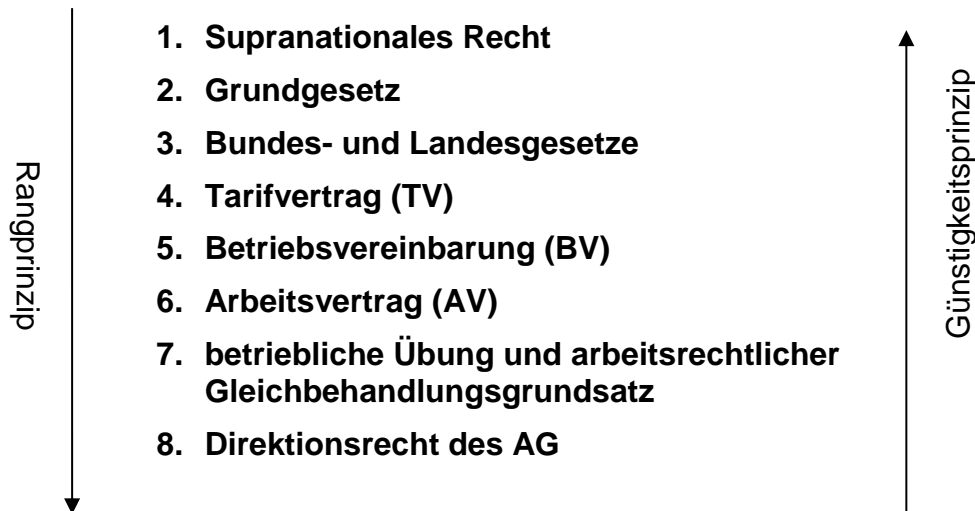 Rangprinzip
1. Supranationales Recht
2. Grundgesetz
3. Bundes- und Landesgesetze
4. Tarifvertrag (TV)
5. Betriebsvereinbarung (BV)
6. Arbeitsvertrag (AV)
7. betriebliche Übung und arbeitsrechtlicher
Gleichbehandlungsgrundsatz
8. Direktionsrecht des AG
Günstigkeitsprinzip